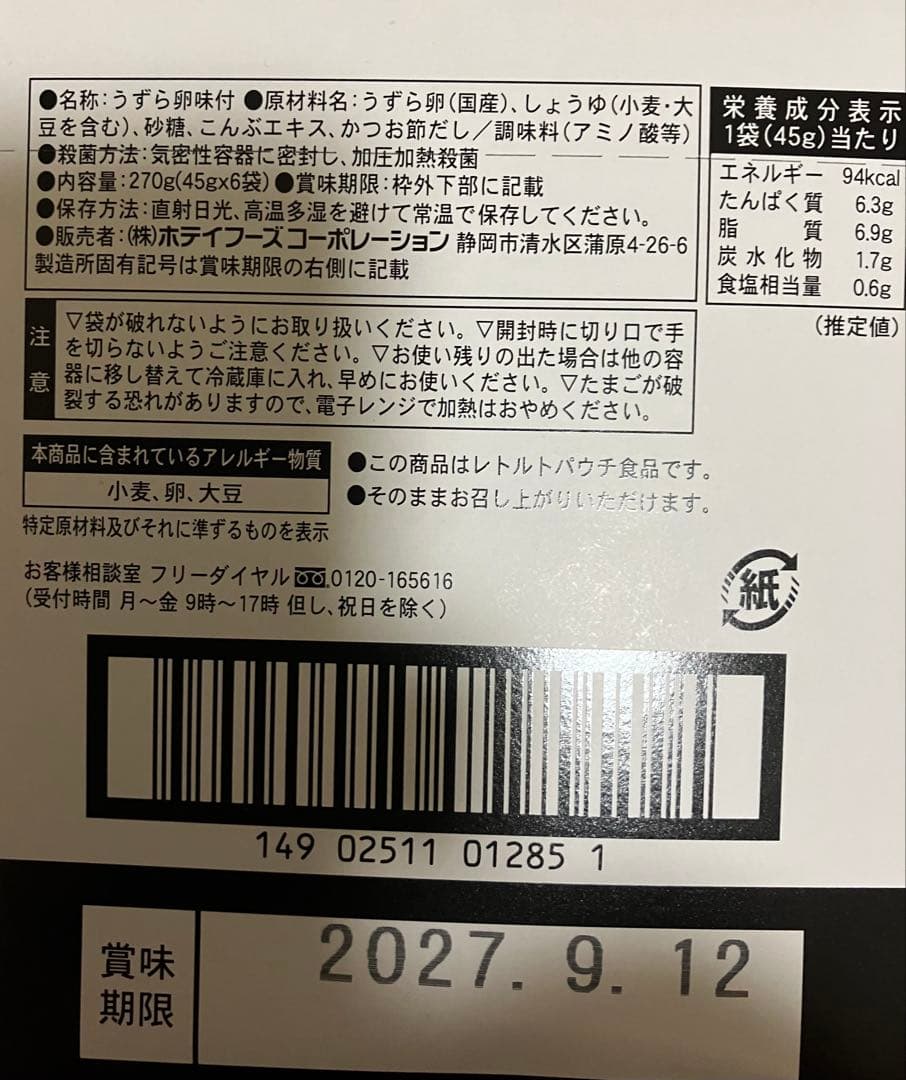 ●名称:うずら卵味付 ●原材料名:うずら卵(国産)、しょうゆ(小麦・大
豆を含む)、砂糖、こんぶエキス、かつお節だし/調味料(アミノ酸等)
●殺菌方法:気密性容器に密封し、加圧加熱殺菌
●内容量:270g(45gx6袋)●賞味期限:枠外下部に記載
●保存方法:直射日光、高温多湿を避けて常温で保存してください。
●販売者:(株)ホテイフーズコーポレーション 静岡市清水区蒲原4-26-6
製造所固有記号は賞味期限の右側に記載
栄養成分表示
1袋(45g)当たり
エネルギー 94kcal
たんぱく質 6.3g
脂質 6.9g
炭水化物 1.7g
食塩相当量 0.6g
(推定値)
注意
▽袋が破れないようにお取り扱いください。▽開封時に切り口で手
を切らないようご注意ください。▽お使い残りの出た場合は他の容
器に移し替えて冷蔵庫に入れ、早めにお使いください。▽たまごが破
裂する恐れがありますので、電子レンジで加熱はおやめください。
本商品に含まれているアレルギー物質
小麦、卵、大豆
特定原材料及びそれに準ずるものを表示
●この商品はレトルトパウチ食品です。
●そのままお召し上がりいただけます。
お客様相談室 フリーダイヤル 0120-165616
(受付時間 月~金 9時~17時 但し、祝日を除く)
紙
149 02511 01285 1
賞味
期限
2027. 9. 12